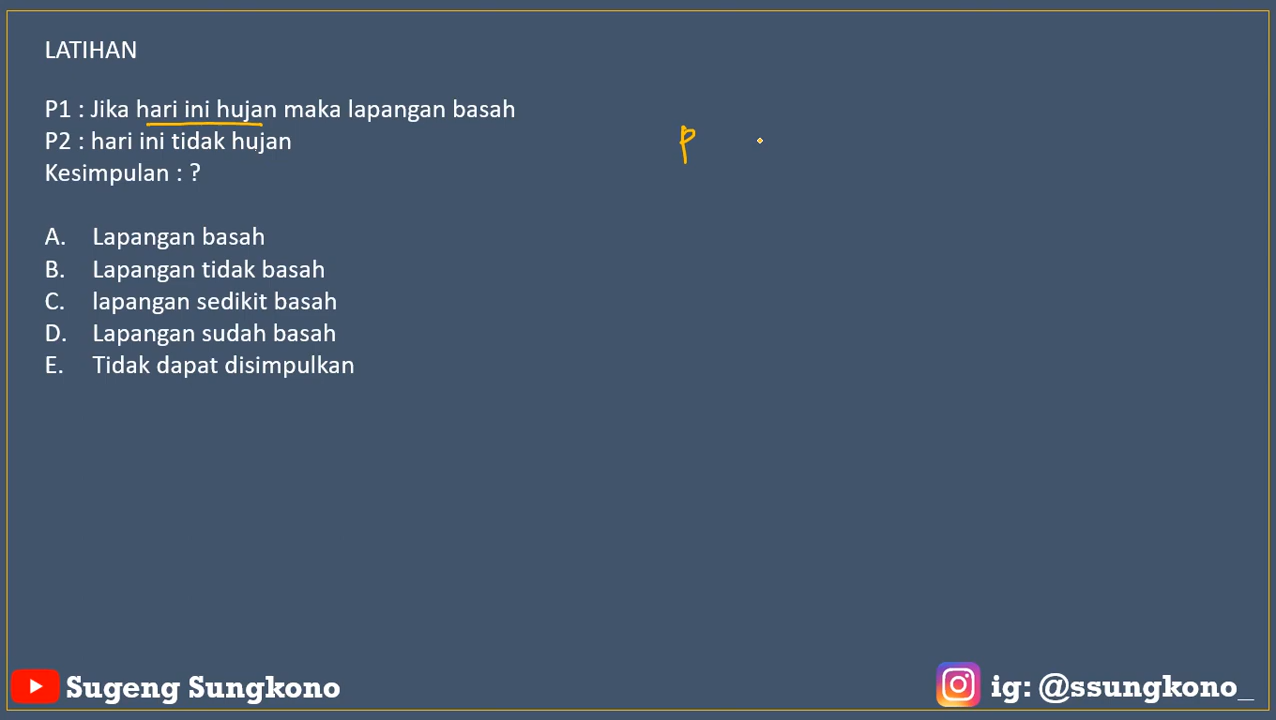 LATIHAN
P1 : Jika hari ini hujan maka lapangan basah
P2 : hari ini tidak hujan
Kesimpulan : ?
p
A. Lapangan basah
B. Lapangan tidak basah
C. lapangan sedikit basah
D. Lapangan sudah basah
E. Tidak dapat disimpulkan
Sugeng Sungkono
ig: @ssungkono_